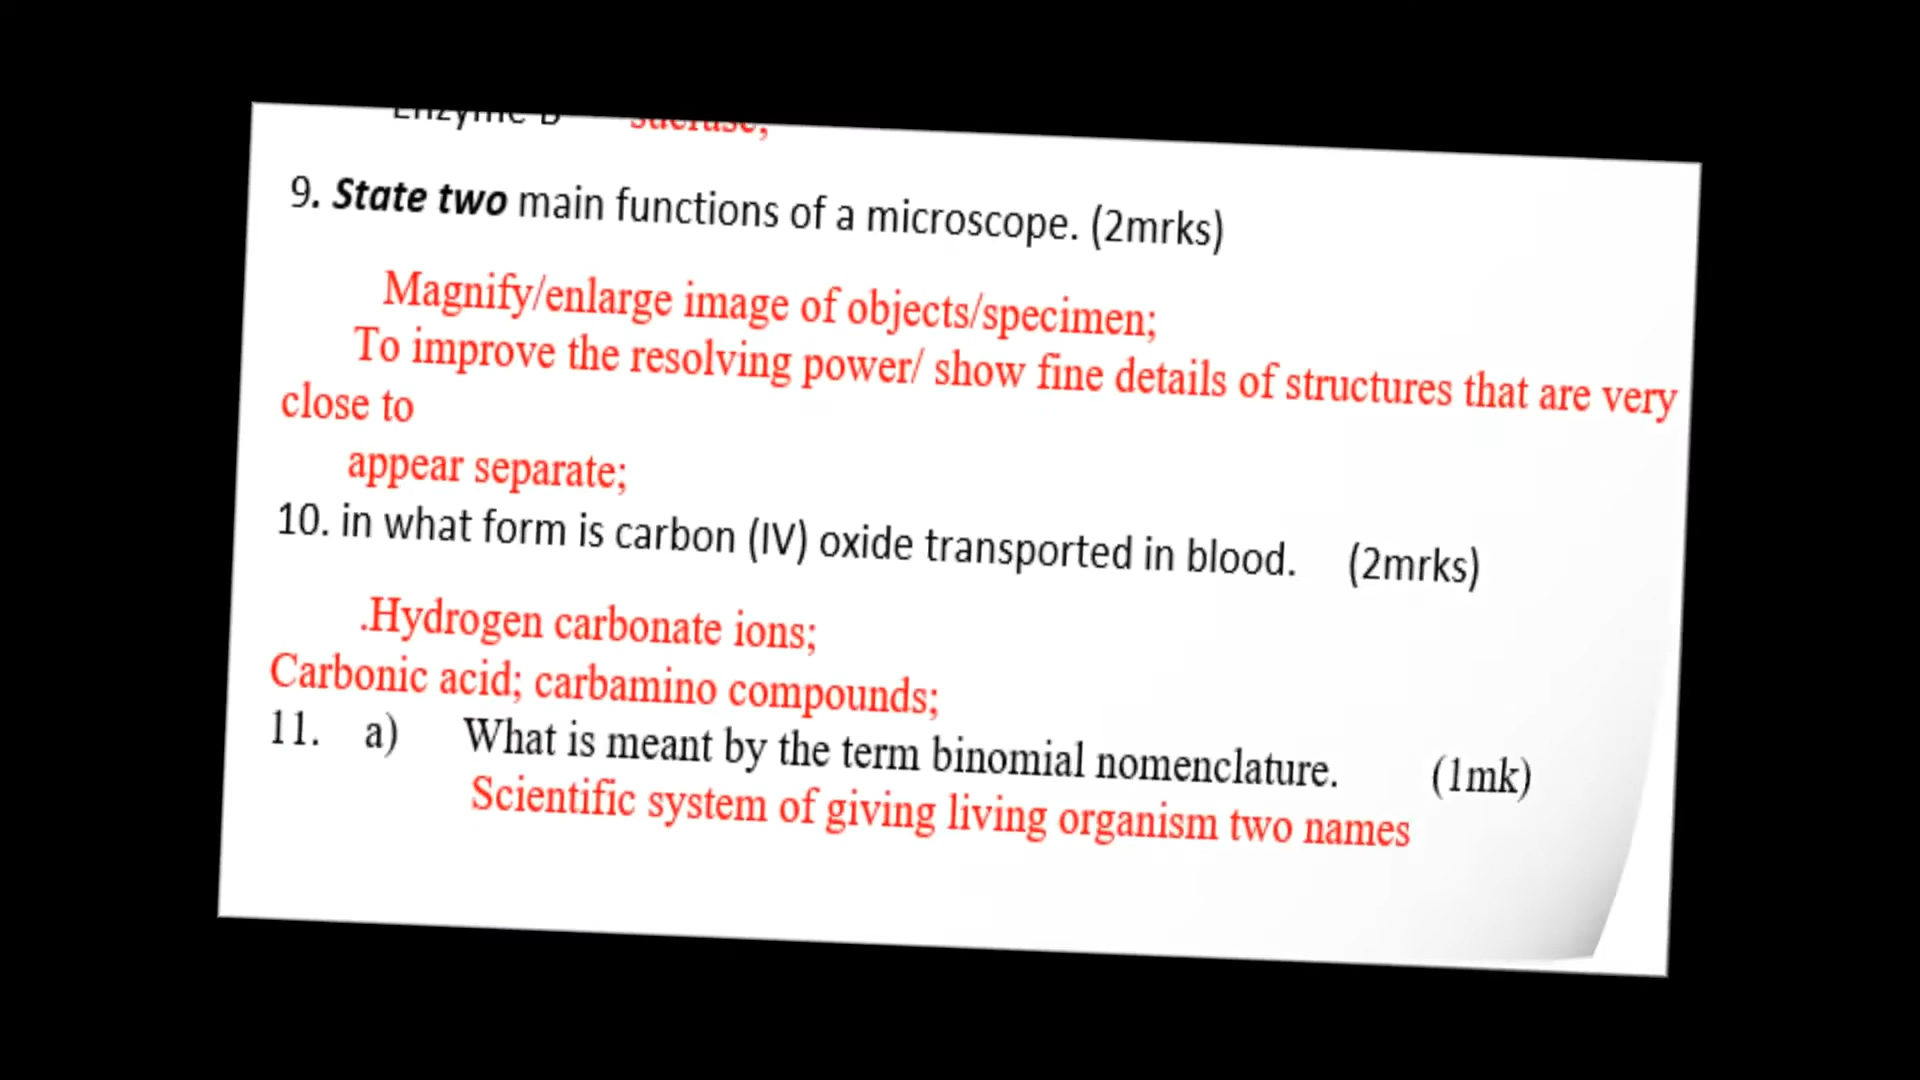 Enzyme B sucrase;
9. State two main functions of a microscope. (2mrks)
Magnify/enlarge image of objects/specimen;
To improve the resolving power/ show fine details of structures that are very
close to
appear separate;
10. in what form is carbon (IV) oxide transported in blood. (2mrks)
.Hydrogen carbonate ions;
Carbonic acid; carbamino compounds;
11. a) What is meant by the term binomial nomenclature. (1mk)
Scientific system of giving living organism two names